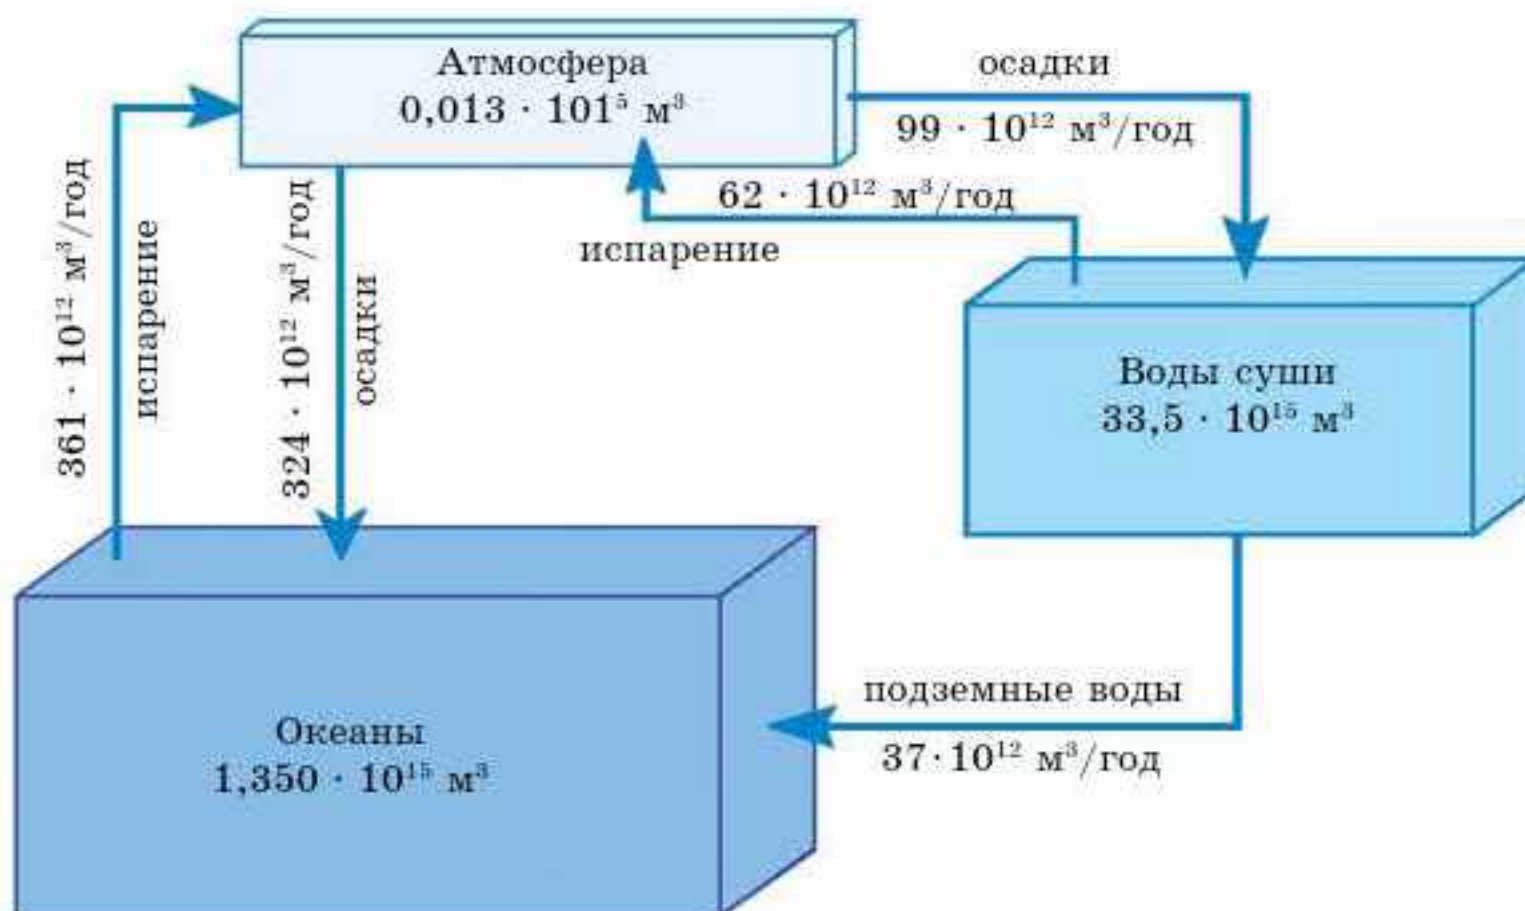 Атмосфера
0,013 · 101⁵ м³
осадки
99 · 10¹² м³/год
62 · 10¹² м³/год
испарение
361 · 10¹² м³/год
испарение
324 · 10¹² м³/год
осадки
Воды суши
33,5 · 10¹⁵ м³
подземные воды
37·10¹² м³/год
Океаны
1,350 · 10¹⁵ м³